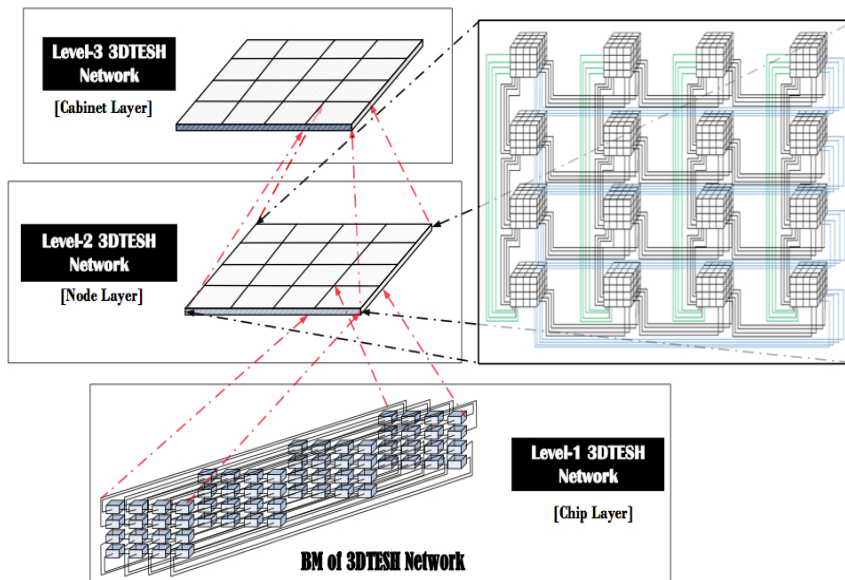 Level-3 3DTESH
Network
[Cabinet Layer]
Level-2 3DTESH
Network
[Node Layer]
Level-1 3DTESH
Network
[Chip Layer]
BM of 3DTESH Network